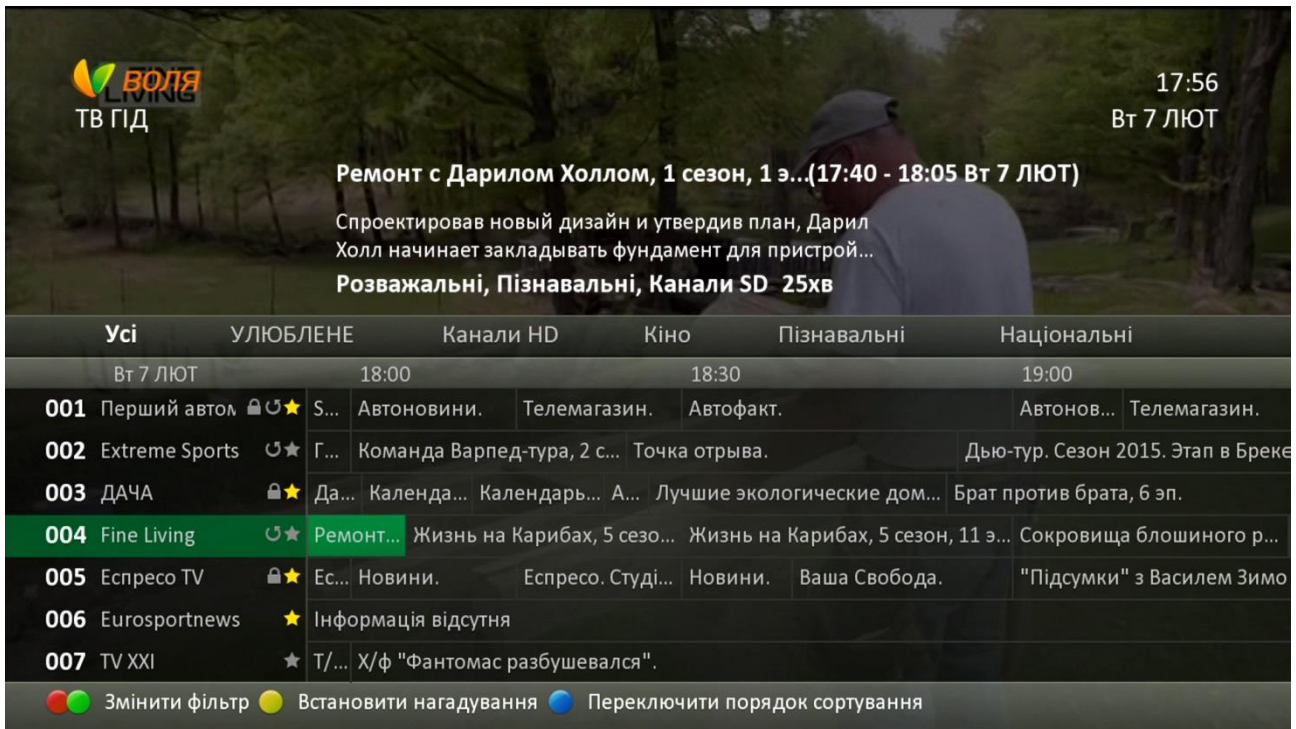 ВОЛЯ
LIVING
ТВ ГІД
17:56
Вт 7 ЛЮТ
Ремонт с Дарилом Холлом, 1 сезон, 1 э...(17:40 - 18:05 Вт 7 ЛЮТ)
Спроектировав новый дизайн и утвердив план, Дарил
Холл начинает закладывать фундамент для пристрой...
Розважальні, Пізнавальні, Канали SD 25хв
Усі УЛЮБЛЕНЕ Канали HD Кіно Пізнавальні Національні
Вт 7 ЛЮТ 18:00 18:30 19:00
001 Перший автом S... Автоновини. Телемагазин. Автофакт. Автонов... Телемагазин.
002 Extreme Sports Г... Команда Варпед-тура, 2 с... Точка отрыва. Дью-тур. Сезон 2015. Этап в Бреке
003 ДАЧА Да... Календа... Календарь... А... Лучшие экологические дом... Брат против брата, 6 эп.
004 Fine Living Ремонт... Жизнь на Карибах, 5 сезо... Жизнь на Карибах, 5 сезон, 11 э... Сокровища блошиного р...
005 Еспресо TV Ес... Новини. Еспресо. Студі... Новини. Ваша Свобода. "Підсумки" з Василем Зимо
006 Eurosportnews Інформація відсутня
007 TV XXI Т/... Х/ф "Фантомас разбушевался".
Змінити фільтр Встановити нагадування Переключити порядок сортування